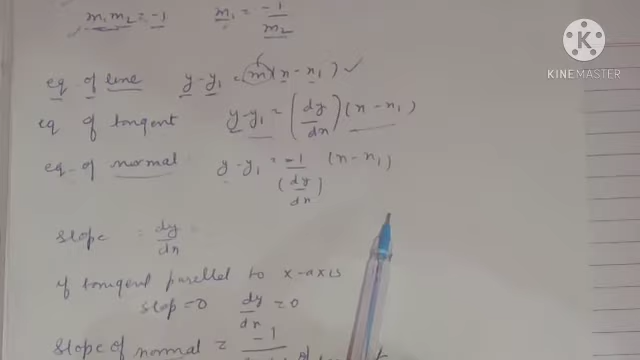 m₁m₂ = -1    m₁ = -1/m₂
eq of line    y-y₁ = m(x-x₁) ✓
eq of tangent    y-y₁ = (dy/dx)(x-x₁)
eq. of normal    y-y₁ = -1/(dy/dx) (x-x₁)
slope = dy/dx
if tangent parallel to x-axis
slop=0    dy/dx = 0
slope of normal = -1
KINEMASTER